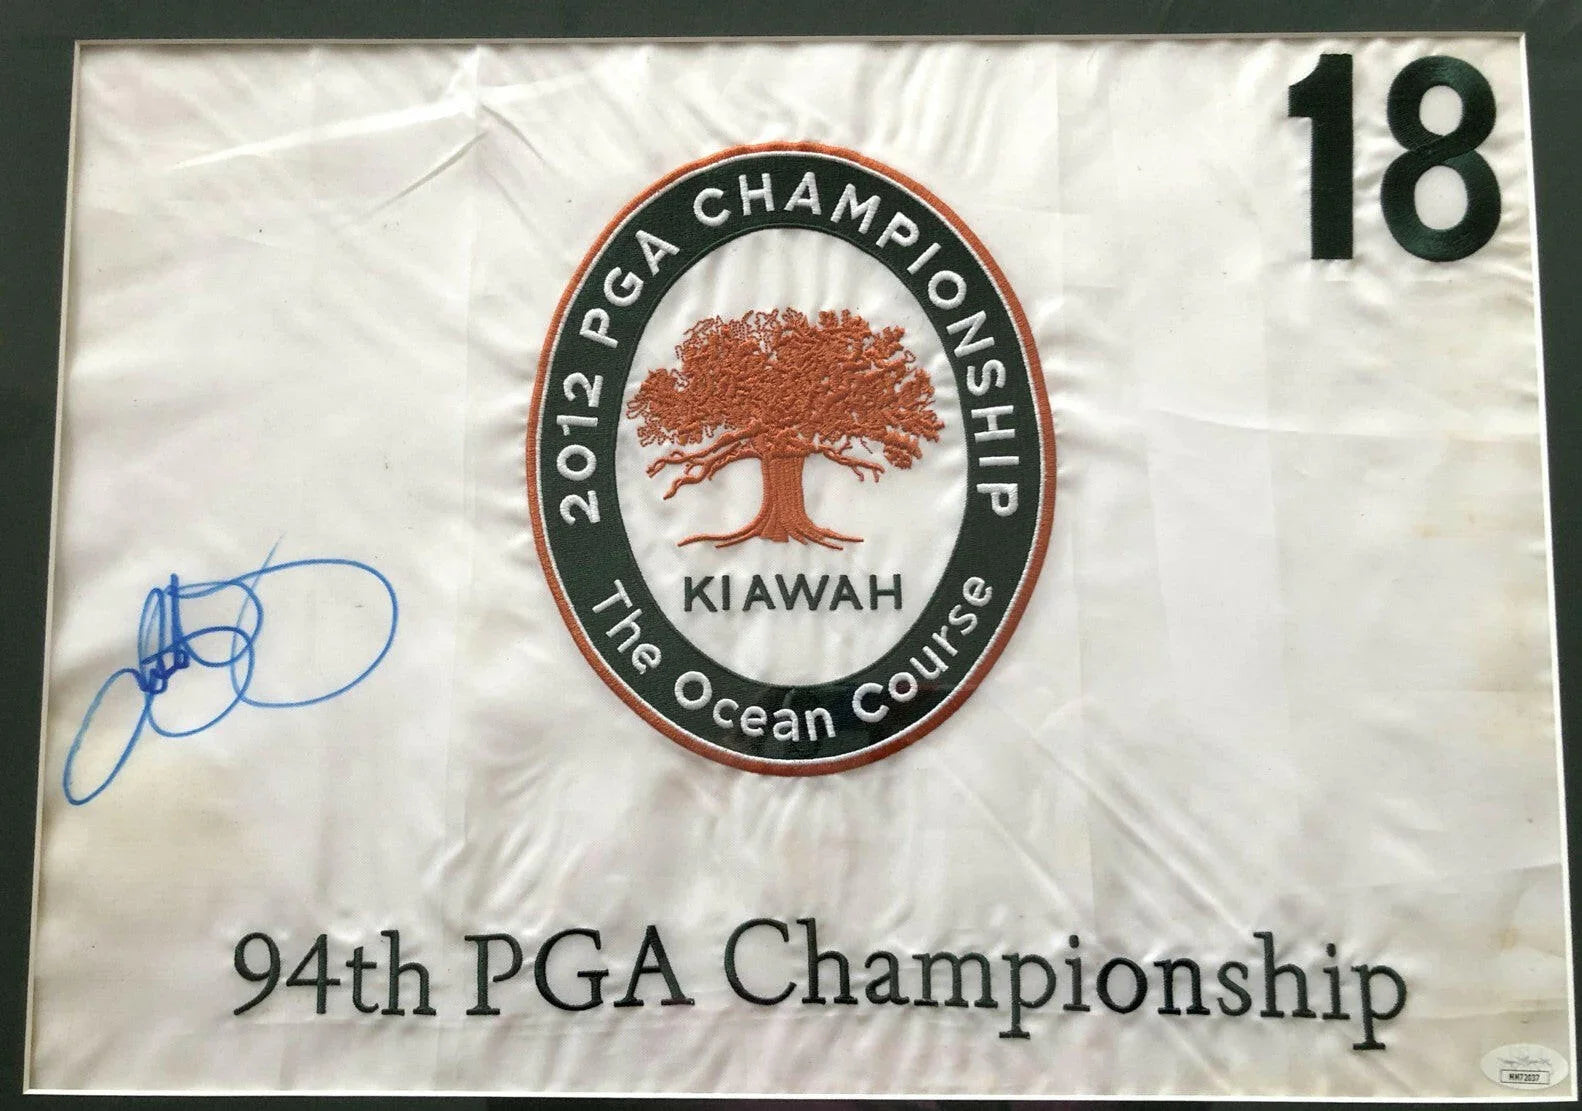 18
2012 PGA CHAMPIONSHIP
KIAWAH
The Ocean Course
94th PGA Championship